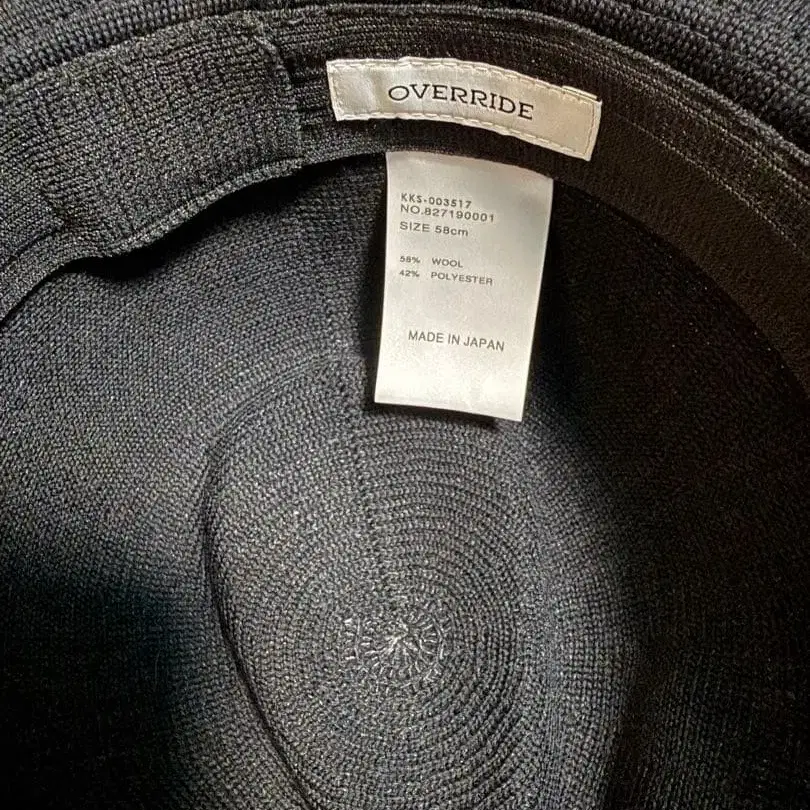 OVERRIDE
KKS-003517
NO.827190001
SIZE 58cm
58% WOOL
42% POLYESTER
MADE IN JAPAN